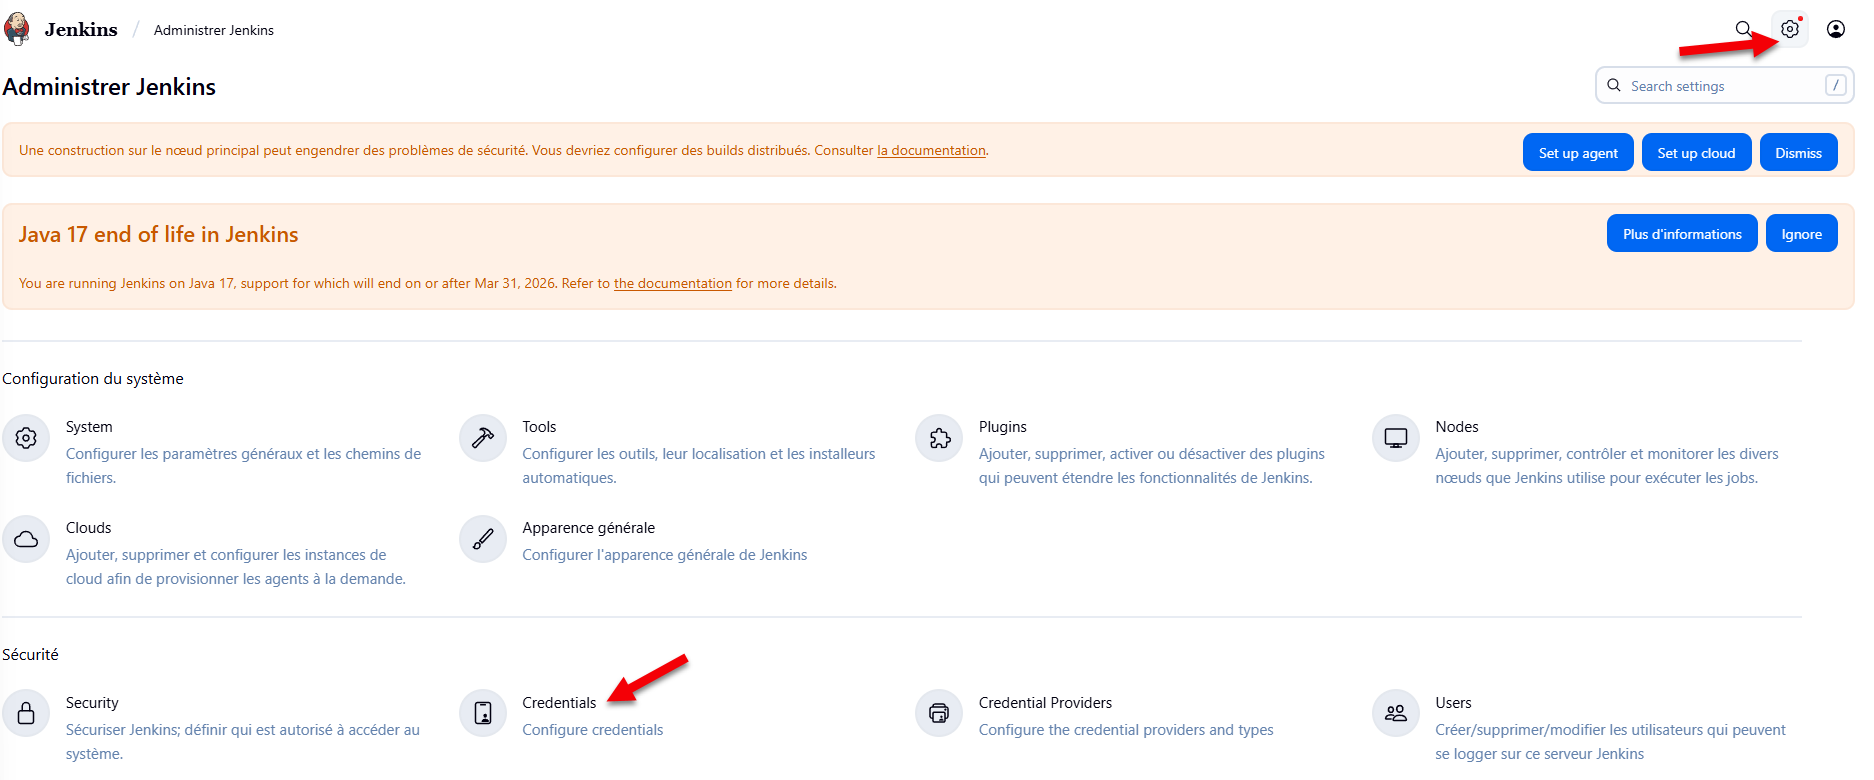 Jenkins / Administrer Jenkins
Administrer Jenkins
Search settings /
Une construction sur le nœud principal peut engendrer des problèmes de sécurité. Vous devriez configurer des builds distribués. Consulter la documentation.
Set up agent Set up cloud Dismiss
Java 17 end of life in Jenkins
Plus d'informations Ignore
You are running Jenkins on Java 17, support for which will end on or after Mar 31, 2026. Refer to the documentation for more details.
Configuration du système
System
Configurer les paramètres généraux et les chemins de
fichiers.
Tools
Configurer les outils, leur localisation et les installeurs
automatiques.
Plugins
Ajouter, supprimer, activer ou désactiver des plugins
qui peuvent étendre les fonctionnalités de Jenkins.
Nodes
Ajouter, supprimer, contrôler et monitorer les divers
nœuds que Jenkins utilise pour exécuter les jobs.
Clouds
Ajouter, supprimer et configurer les instances de
cloud afin de provisionner les agents à la demande.
Apparence générale
Configurer l'apparence générale de Jenkins
Sécurité
Security
Sécuriser Jenkins; définir qui est autorisé à accéder au
système.
Credentials
Configure credentials
Credential Providers
Configure the credential providers and types
Users
Créer/supprimer/modifier les utilisateurs qui peuvent
se logger sur ce serveur Jenkins